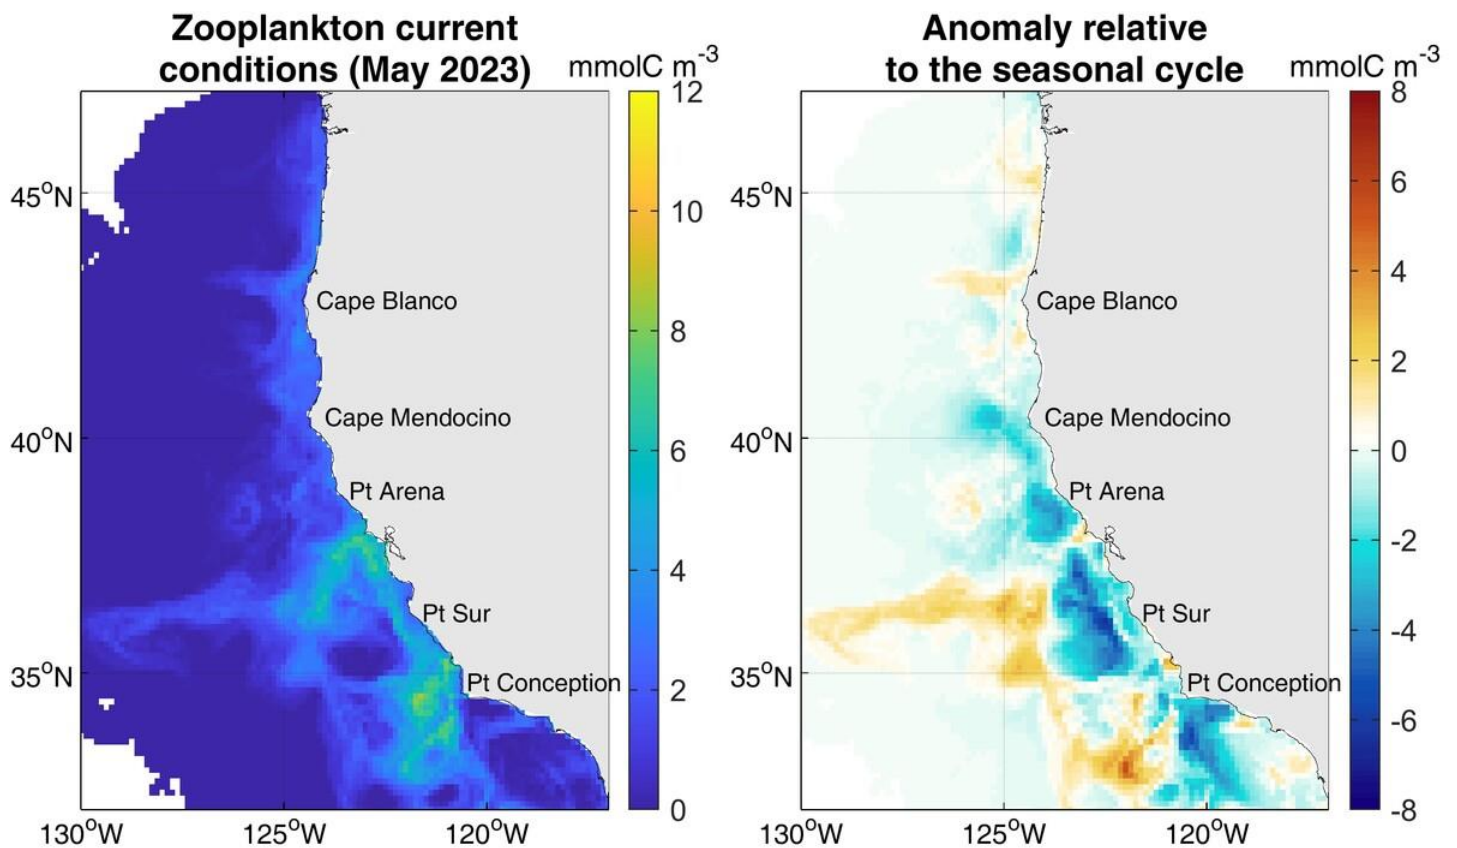 Zooplankton current
conditions (May 2023)
mmolC m⁻³
12
10
8
6
4
2
0
45°N
40°N
35°N
130°W
125°W
120°W
Cape Blanco
Cape Mendocino
Pt Arena
Pt Sur
Pt Conception
Anomaly relative
to the seasonal cycle
mmolC m⁻³
8
6
4
2
0
-2
-4
-6
-8
45°N
40°N
35°N
130°W
125°W
120°W
Cape Blanco
Cape Mendocino
Pt Arena
Pt Sur
Pt Conception